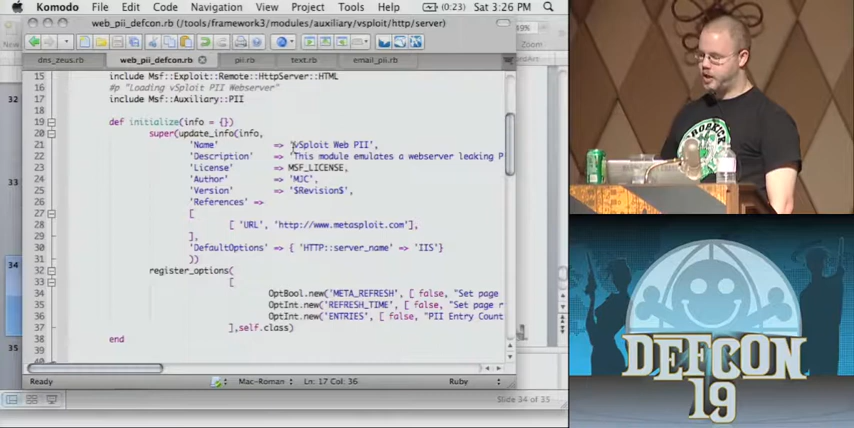 Komodo File Edit Code Navigation Project Tools (0:23) Sat 3:26 PM
web_pii_defcon.rb (/tools/framework3/modules/auxiliary/vsploit/http/server)
49%
New
Zoom
dns_zeus.rb web_pii_defcon.rb pii.rb text.rb email_pii.rb
15 include Msf::Exploit::Remote::HttpServer::HTML
16 #p "Loading vSploit PII Webserver"
17 include Msf::Auxiliary::PII
18
19 def initialize(info = {})
20 super(update_info(info,
21 'Name' => 'vSploit Web PII',
22 'Description' => 'This module emulates a webserver leaking P
23 'License' => MSF_LICENSE,
24 'Author' => 'MJC',
25 'Version' => '$Revision$',
26 'References' =>
27 [
28 [ 'URL', 'http://www.metasploit.com'],
29 ],
30 'DefaultOptions' => { 'HTTP::server_name' => 'IIS'}
31 ))
32 register_options(
33 [
34 OptBool.new('META_REFRESH', [ false, "Set page
35 OptInt.new('REFRESH_TIME', [ false, "Set page r
36 OptInt.new('ENTRIES', [ false, "PII Entry Count
37 ],self.class)
38 end
39
32
33
34
35
Ready Mac-Roman Ln: 17 Col: 36 Ruby
Slide 34 of 35
DEFCON
19